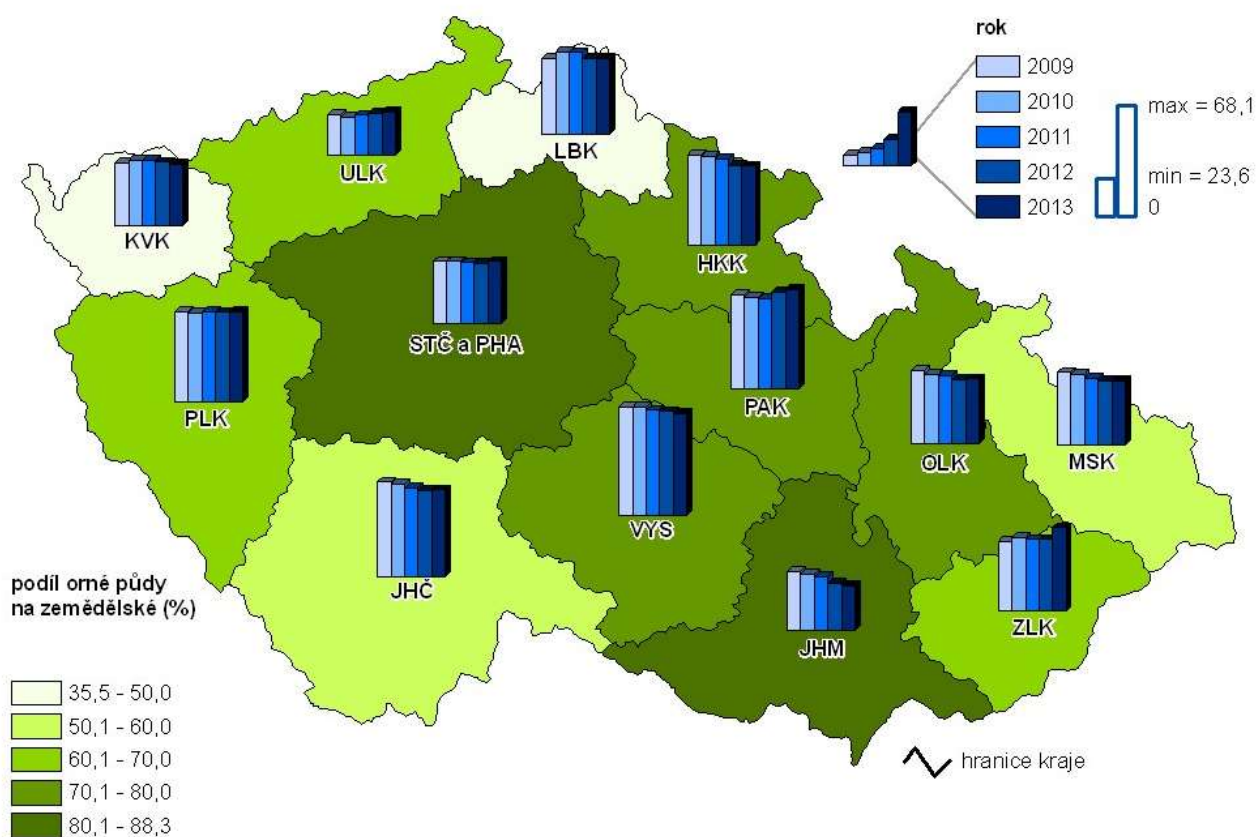 rok
2009
2010
2011
2012
2013
max = 68,1
min = 23,6
0
LBK
ULK
KVK
HKK
STČ a PHA
PAK
PLK
OLK
MSK
VYS
JHČ
ZLK
JHM
podíl orné půdy
na zemědělské (%)
35,5 - 50,0
50,1 - 60,0
60,1 - 70,0
70,1 - 80,0
80,1 - 88,3
hranice kraje